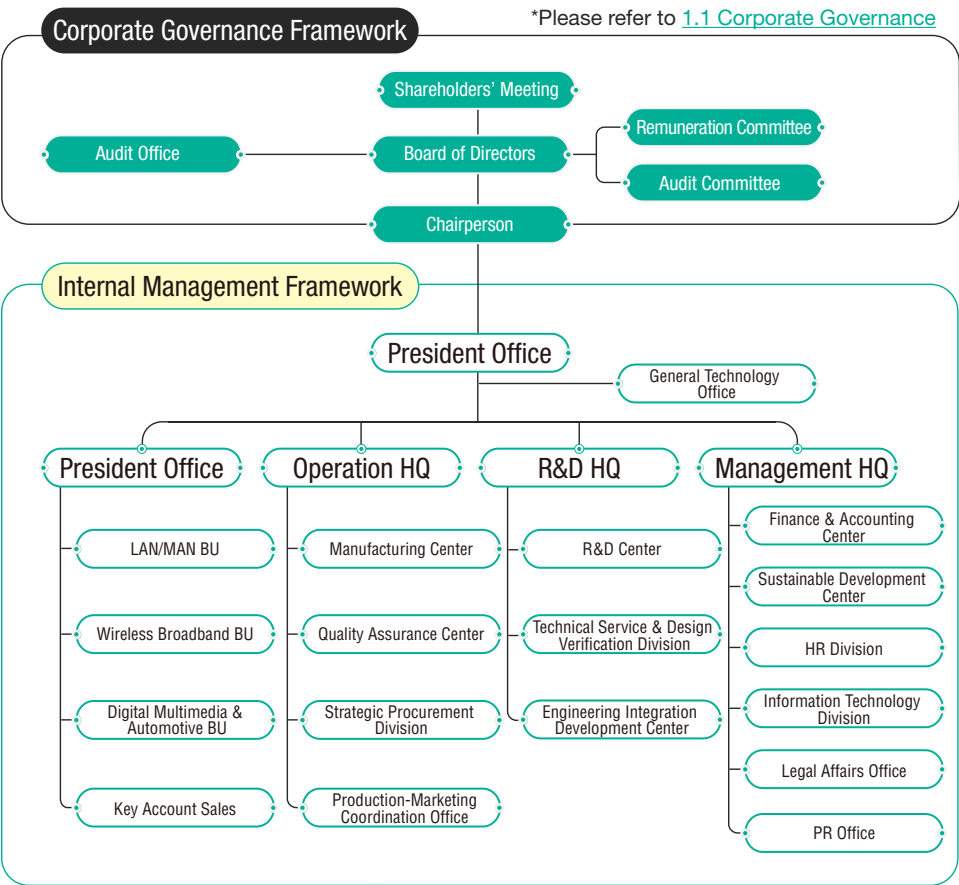 *Please refer to 1.1 Corporate Governance
Corporate Governance Framework
Shareholders’ Meeting
Remuneration Committee
Audit Office
Board of Directors
Audit Committee
Chairperson
Internal Management Framework
President Office
General Technology
Office
President Office
Operation HQ
R&D HQ
Management HQ
LAN/MAN BU
Wireless Broadband BU
Digital Multimedia &
Automotive BU
Key Account Sales
Manufacturing Center
Quality Assurance Center
Strategic Procurement
Division
Production-Marketing
Coordination Office
R&D Center
Technical Service & Design
Verification Division
Engineering Integration
Development Center
Finance & Accounting
Center
Sustainable Development
Center
HR Division
Information Technology
Division
Legal Affairs Office
PR Office